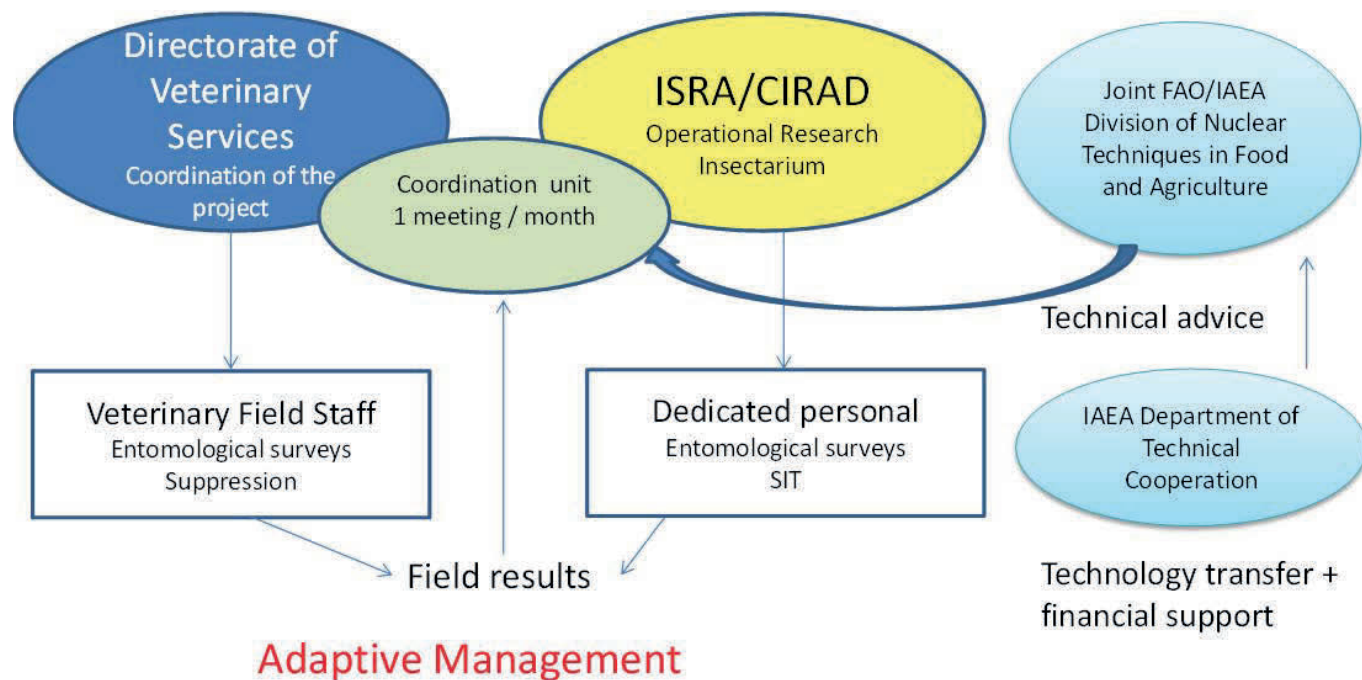 Directorate of
Veterinary
Services
Coordination of the
project
ISRA/CIRAD
Operational Research
Insectarium
Joint FAO/IAEA
Division of Nuclear
Techniques in Food
and Agriculture
Coordination unit
1 meeting / month
Technical advice
Veterinary Field Staff
Entomological surveys
Suppression
Dedicated personal
Entomological surveys
SIT
IAEA Department of
Technical
Cooperation
Field results
Technology transfer +
financial support
Adaptive Management